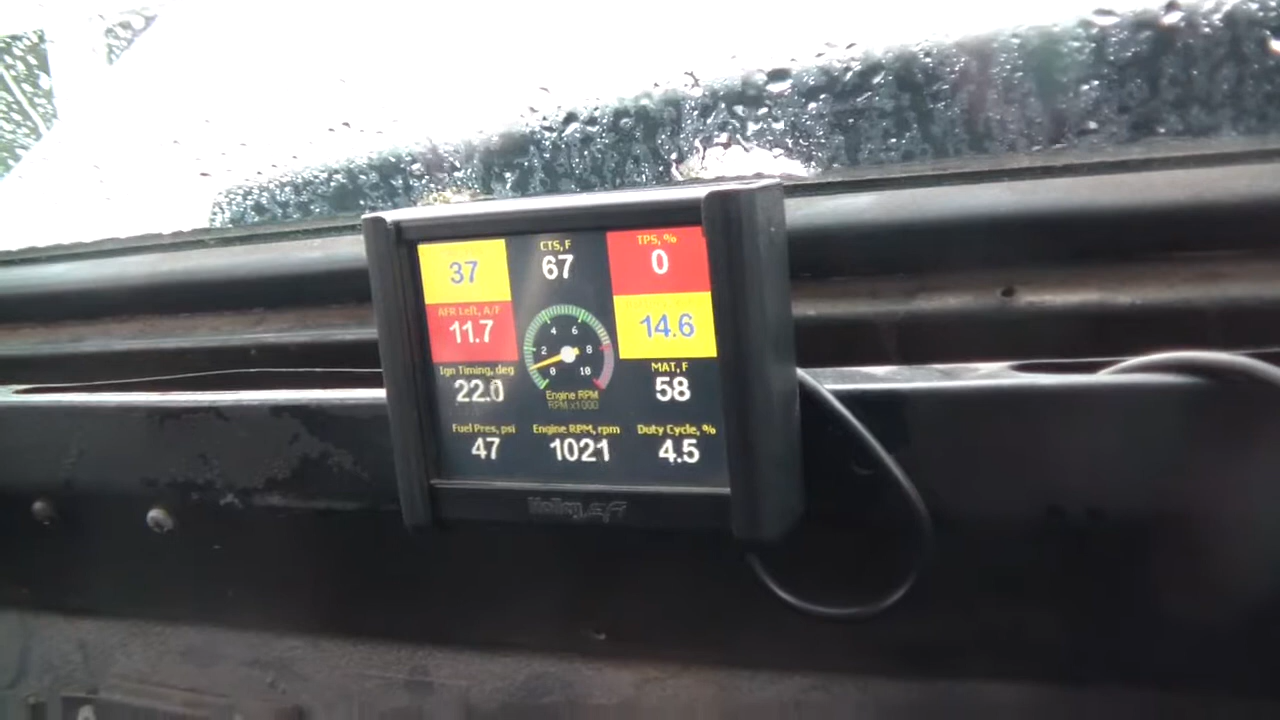 37
CTS, F
67
TPS, %
0
AFR Left, A/F
11.7
14.6
4 6
2 8
0 10
Engine RPM
RPM x1000
Ign Timing, deg
22.0
MAT, F
58
Fuel Pres, psi
47
Engine RPM, rpm
1021
Duty Cycle, %
4.5
Holley